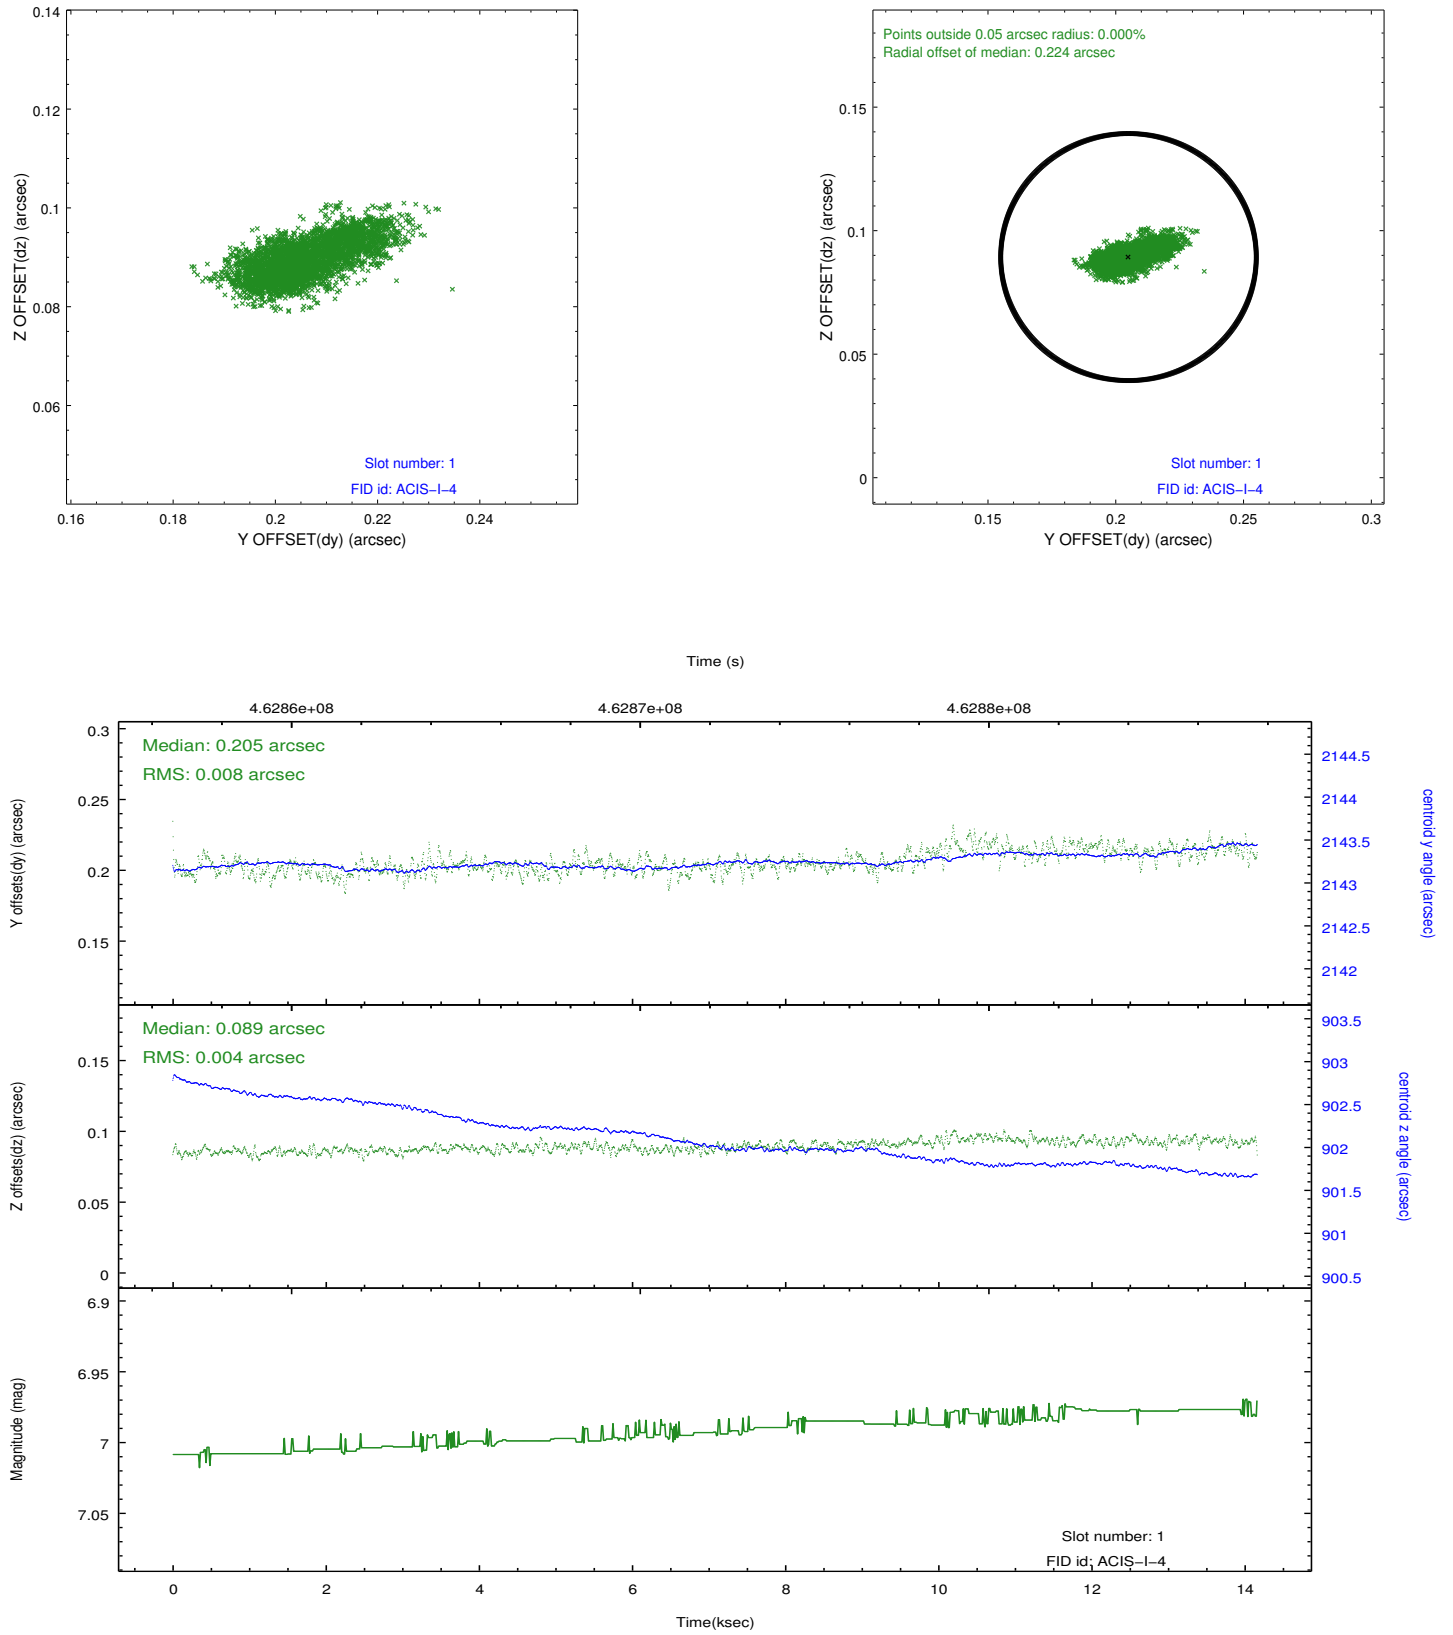 0.14
0.12
0.1
0.08
0.06
Z OFFSET(dz) (arcsec)
Slot number: 1
FID id: ACIS−I−4
0.16 0.18 0.2 0.22 0.24
Y OFFSET(dy) (arcsec)
Points outside 0.05 arcsec radius: 0.000%
Radial offset of median: 0.224 arcsec
0.15
0.1
0.05
0
Z OFFSET(dz) (arcsec)
Slot number: 1
FID id: ACIS−I−4
0.15 0.2 0.25 0.3
Y OFFSET(dy) (arcsec)
Time (s)
4.6286e+08 4.6287e+08 4.6288e+08
Median: 0.205 arcsec
RMS: 0.008 arcsec
0.3
0.25
0.2
0.15
Y offsets(dy) (arcsec)
2144.5
2144
2143.5
2143
2142.5
2142
centroid y angle (arcsec)
Median: 0.089 arcsec
RMS: 0.004 arcsec
0.15
0.1
0.05
0
Z offsets(dz) (arcsec)
903.5
903
902.5
902
901.5
901
900.5
centroid z angle (arcsec)
6.9
6.95
7
7.05
Magnitude (mag)
Slot number: 1
FID id: ACIS−I−4
0 2 4 6 8 10 12 14
Time(ksec)